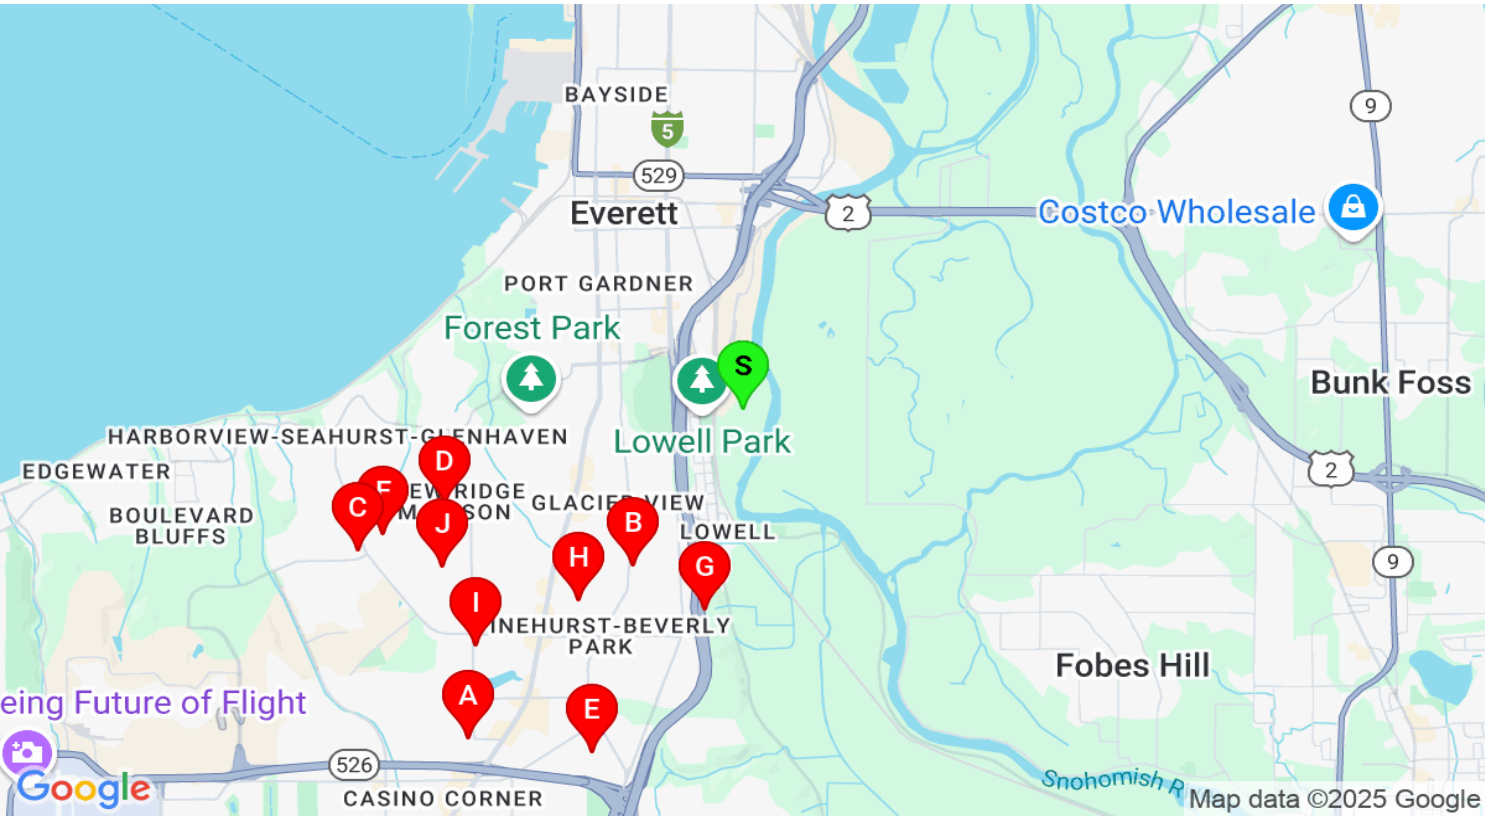 BAYSIDE
5
9
529
Everett
2
Costco Wholesale
PORT GARDNER
Forest Park
S
Bunk Foss
Lowell Park
HARBORVIEW-SEAHURST-GLENHAVEN
D
EDGEWATER
2
F
EW RIDGE
C
GLACIER VIEW
BOULEVARD
BLUFFS
J
B
LOWELL
H
G
9
I
INEHURST-BEVERLY
PARK
Fobes Hill
A
eing Future of Flight
E
526
Snohomish R
Google
CASINO CORNER
Map data ©2025 Google